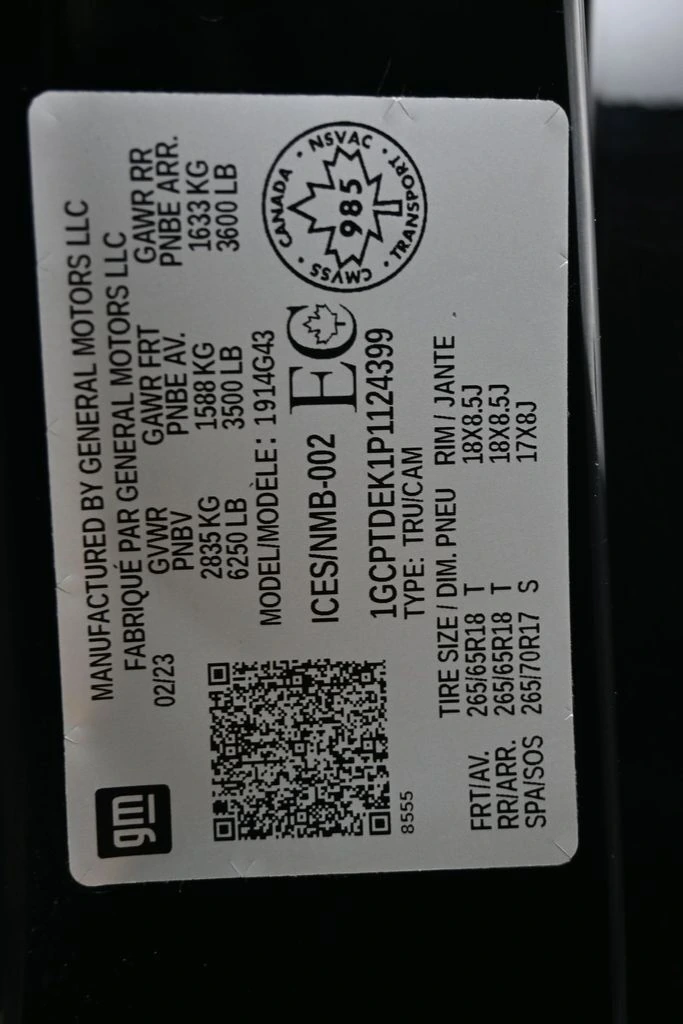 gm
MANUFACTURED BY GENERAL MOTORS LLC
FABRIQUÉ PAR GENERAL MOTORS LLC
02/23 GVWR GAWR FRT GAWR RR
PNBV PNBE AV. PNBE ARR.
2835 KG 1588 KG 1633 KG
6250 LB 3500 LB 3600 LB
MODEL/MODÈLE: 1914G43
ICES/NMB-002 EC
CANADA · NSVAC · TRANSPORT · CMVSS ·
985
1GCPTDEK1P1124399
8555 TYPE: TRU/CAM
TIRE SIZE / DIM. PNEU RIM / JANTE
FRT/AV. 265/65R18 T 18X8.5J
RR/ARR. 265/65R18 T 18X8.5J
SPA/SOS 265/70R17 S 17X8J